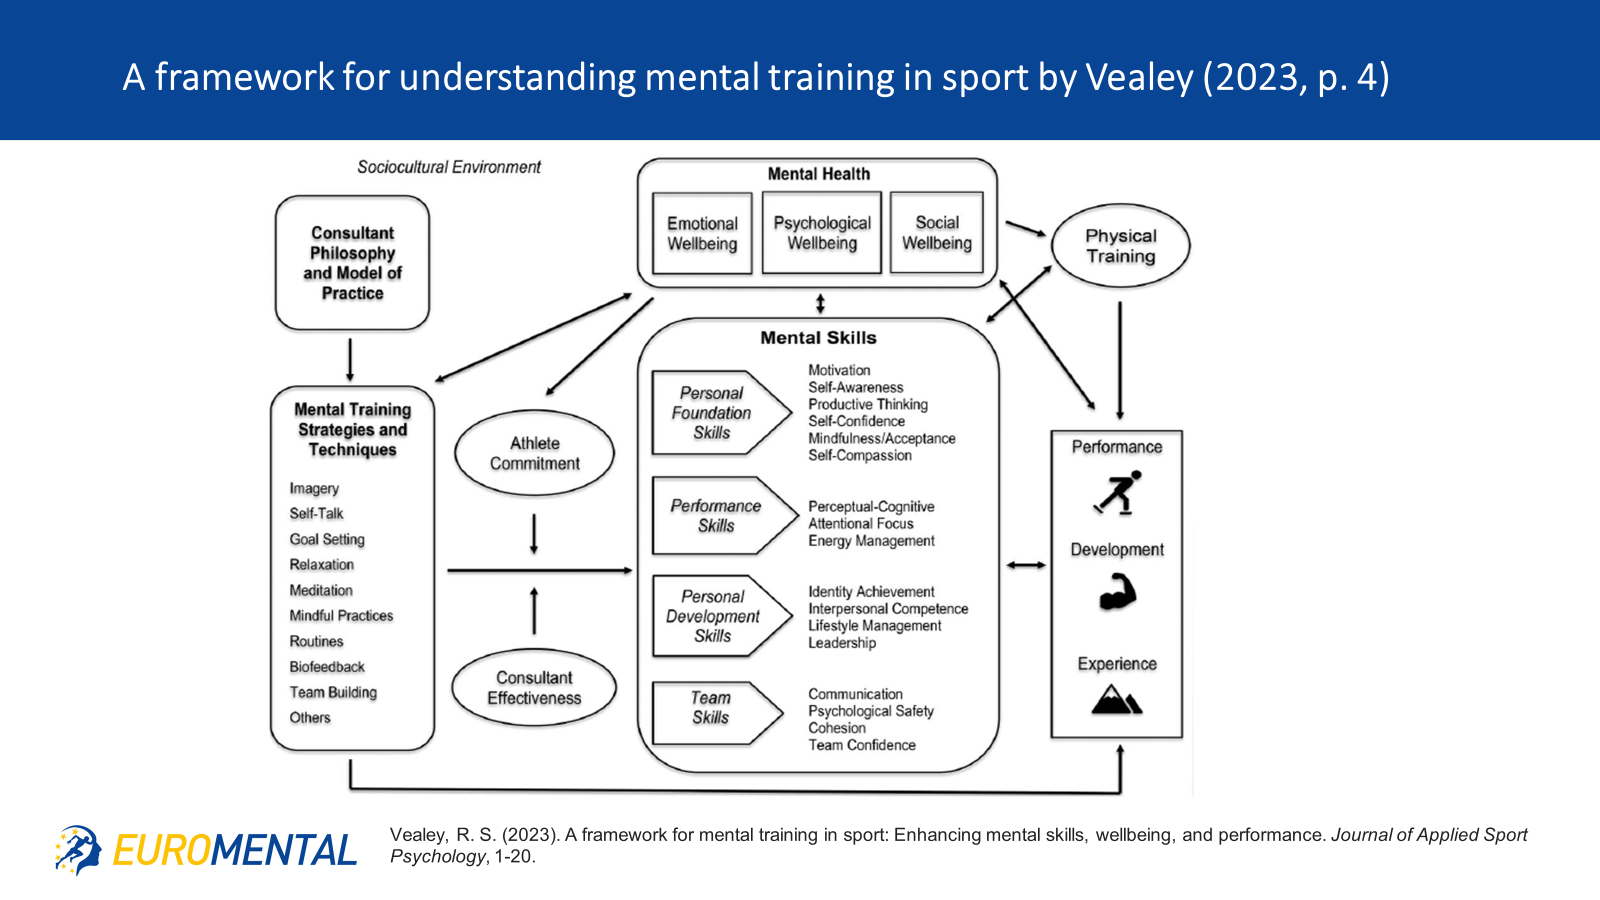 A framework for understanding mental training in sport by Vealey (2023, p. 4)
Sociocultural Environment
Consultant
Philosophy
and Model of
Practice
Mental Health
Emotional
Wellbeing
Psychological
Wellbeing
Social
Wellbeing
Physical
Training
Mental Training
Strategies and
Techniques
Imagery
Self-Talk
Goal Setting
Relaxation
Meditation
Mindful Practices
Routines
Biofeedback
Team Building
Others
Athlete
Commitment
Consultant
Effectiveness
Mental Skills
Personal
Foundation
Skills
Motivation
Self-Awareness
Productive Thinking
Self-Confidence
Mindfulness/Acceptance
Self-Compassion
Performance
Skills
Perceptual-Cognitive
Attentional Focus
Energy Management
Personal
Development
Skills
Identity Achievement
Interpersonal Competence
Lifestyle Management
Leadership
Team
Skills
Communication
Psychological Safety
Cohesion
Team Confidence
Performance
Development
Experience
EUROMENTAL
Vealey, R. S. (2023). A framework for mental training in sport: Enhancing mental skills, wellbeing, and performance. Journal of Applied Sport
Psychology, 1-20.